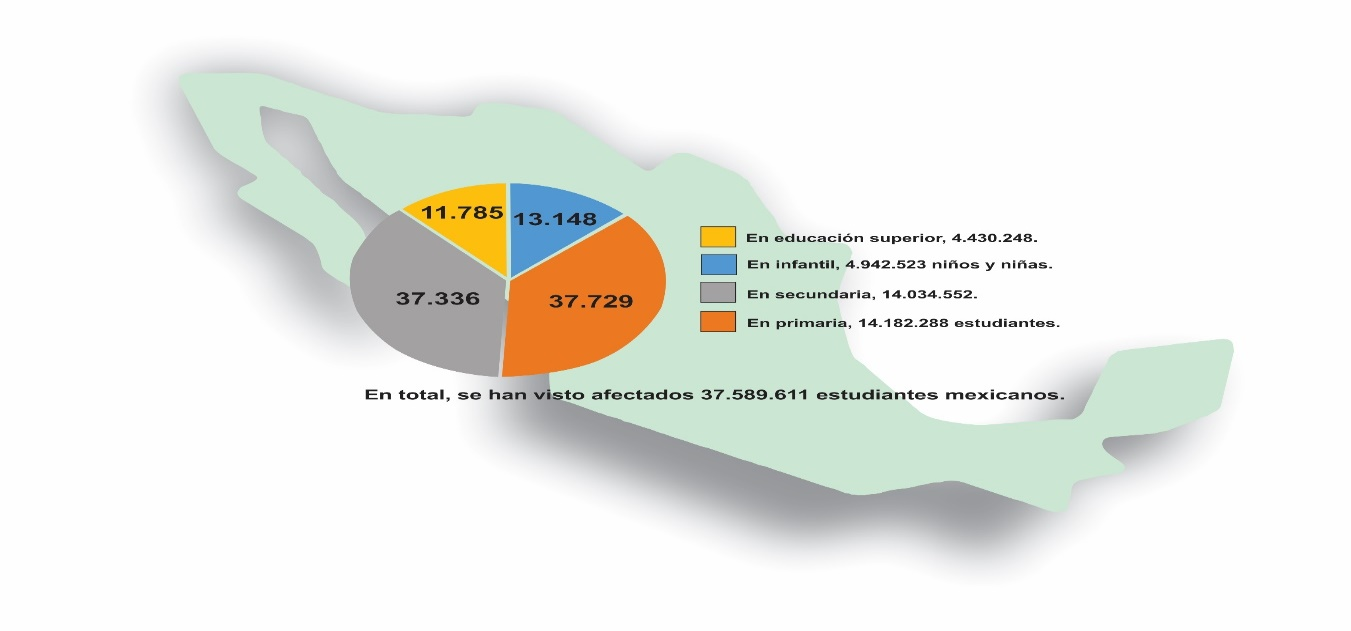 11.785
13.148
37.336
37.729
En educación superior, 4.430.248.
En infantil, 4.942.523 niños y niñas.
En secundaria, 14.034.552.
En primaria, 14.182.288 estudiantes.
En total, se han visto afectados 37.589.611 estudiantes mexicanos.